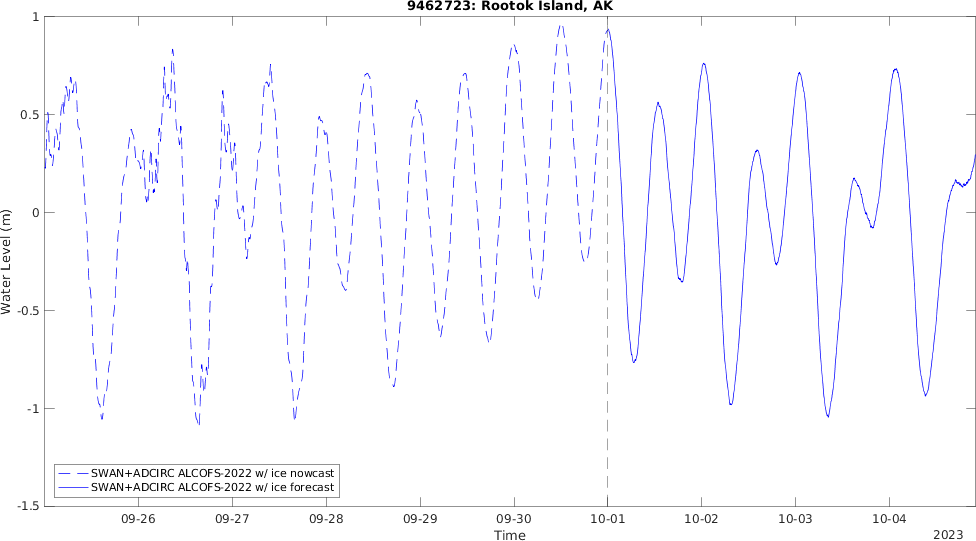 9462723: Rootok Island, AK
1
0.5
0
-0.5
-1
-1.5
Water Level (m)
SWAN+ADCIRC ALCOFS-2022 w/ ice nowcast
SWAN+ADCIRC ALCOFS-2022 w/ ice forecast
09-26 09-27 09-28 09-29 09-30 10-01 10-02 10-03 10-04
Time
2023